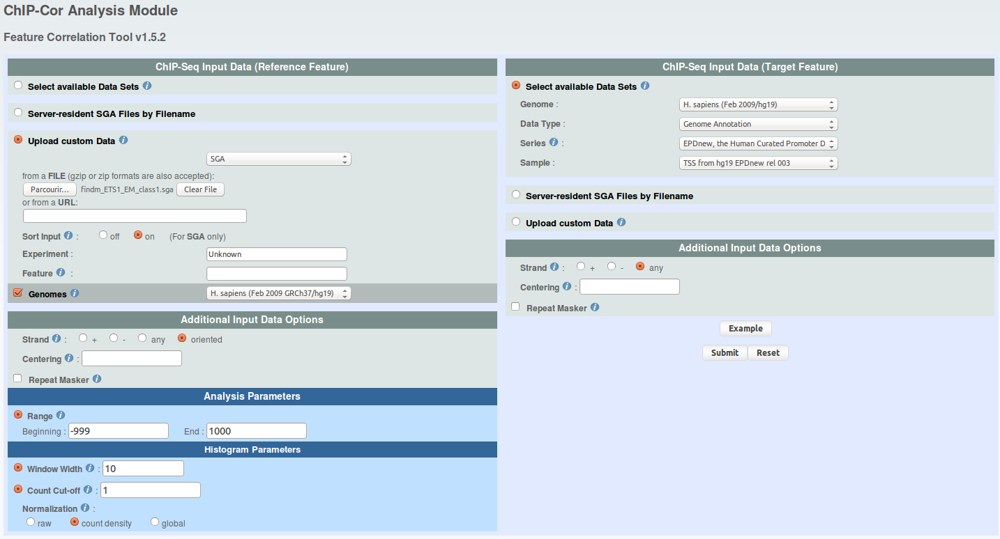 ChIP-Cor Analysis Module
Feature Correlation Tool v1.5.2
ChIP-Seq Input Data (Reference Feature)
Select available Data Sets i
Server-resident SGA Files by Filename
Upload custom Data i
SGA
from a FILE (gzip or zip formats are also accepted):
Parcourir... findm_ETS1_EM_class1.sga Clear File
or from a URL:
Sort Input i : off on (For SGA only)
Experiment : Unknown
Feature i :
Genomes i H. sapiens (Feb 2009 GRCh37/hg19)
Additional Input Data Options
Strand i : + - any oriented
Centering i :
Repeat Masker i
Analysis Parameters
Range i
Beginning : -999 End : 1000
Histogram Parameters
Window Width i : 10
Count Cut-off i : 1
Normalization i :
raw count density global
ChIP-Seq Input Data (Target Feature)
Select available Data Sets i
Genome : H. sapiens (Feb 2009/hg19)
Data Type : Genome Annotation
Series i : EPDnew, the Human Curated Promoter D
Sample : TSS from hg19 EPDnew rel 003
Server-resident SGA Files by Filename
Upload custom Data i
Additional Input Data Options
Strand i : + - any
Centering i :
Repeat Masker i
Example
Submit Reset